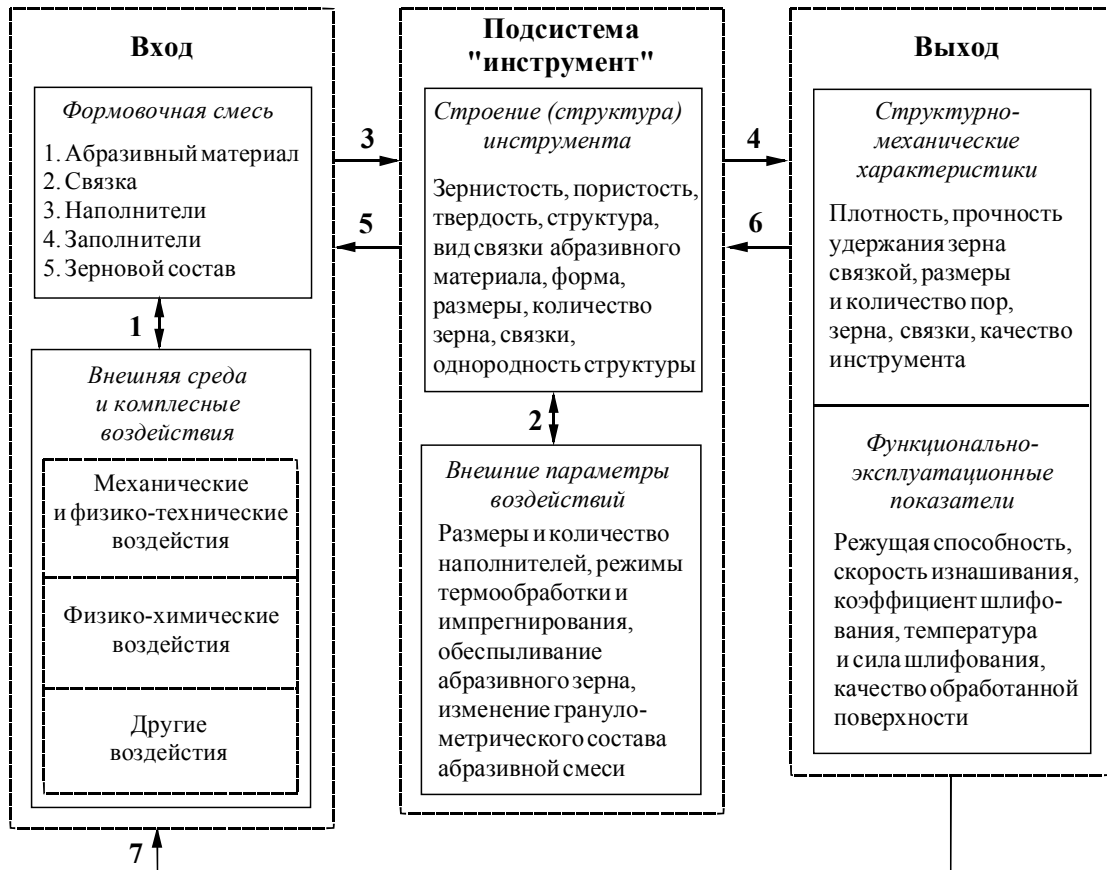 Вход
Формовочная смесь
1. Абразивный материал
2. Связка
3. Наполнители
4. Заполнители
5. Зерновой состав
1
Внешняя среда
и комплесные
воздействия
Механические
и физико-технические
воздейстия
Физико-химические
воздейстия
Другие
воздейстия
7
3
5
Подсистема
"инструмент"
Строение (структура)
инструмента
Зернистость, пористость,
твердость, структура,
вид связки абразивного
материала, форма,
размеры, количество
зерна, связки,
однородность структуры
2
Внешние параметры
воздействий
Размеры и количество
наполнителей, режимы
термообработки и
импрегнирования,
обеспыливание
абразивного зерна,
изменение грануло-
метрического состава
абразивной смеси
4
6
Выход
Структурно-
механические
характеристики
Плотность, прочность
удержания зерна
связкой, размеры
и количество пор,
зерна, связки, качество
инструмента
Функционально-
эксплуатационные
показатели
Режущая способность,
скорость изнашивания,
коэффициент шлифо-
вания, температура
и сила шлифования,
качество обработанной
поверхности